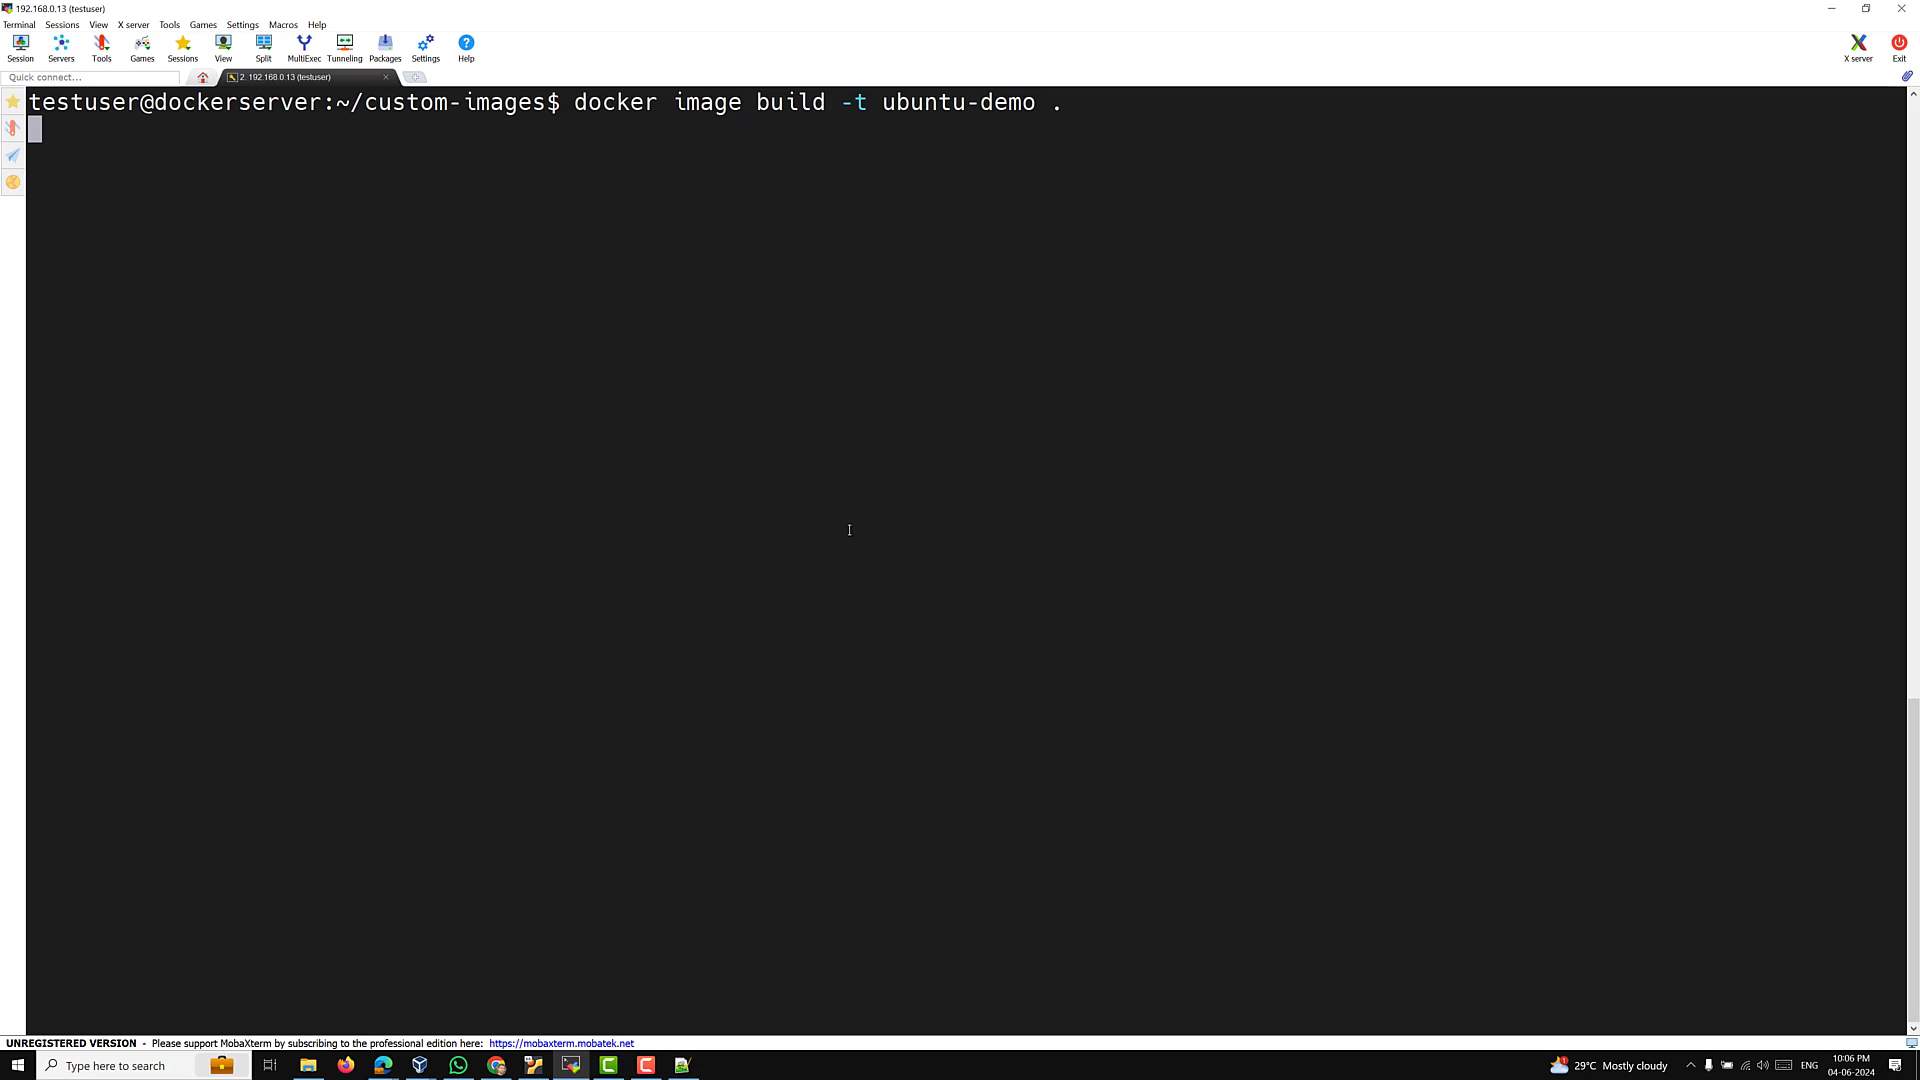 192.168.0.13 (testuser)
Terminal Sessions View X server Tools Games Settings Macros Help
Session Servers Tools Games Sessions View Split MultiExec Tunneling Packages Settings Help X server Exit
Quick connect... 2. 192.168.0.13 (testuser)
testuser@dockerserver:~/custom-images$ docker image build -t ubuntu-demo .
UNREGISTERED VERSION - Please support MobaXterm by subscribing to the professional edition here: https://mobaxterm.mobatek.net
Type here to search 29°C Mostly cloudy ENG 10:06 PM
04-06-2024